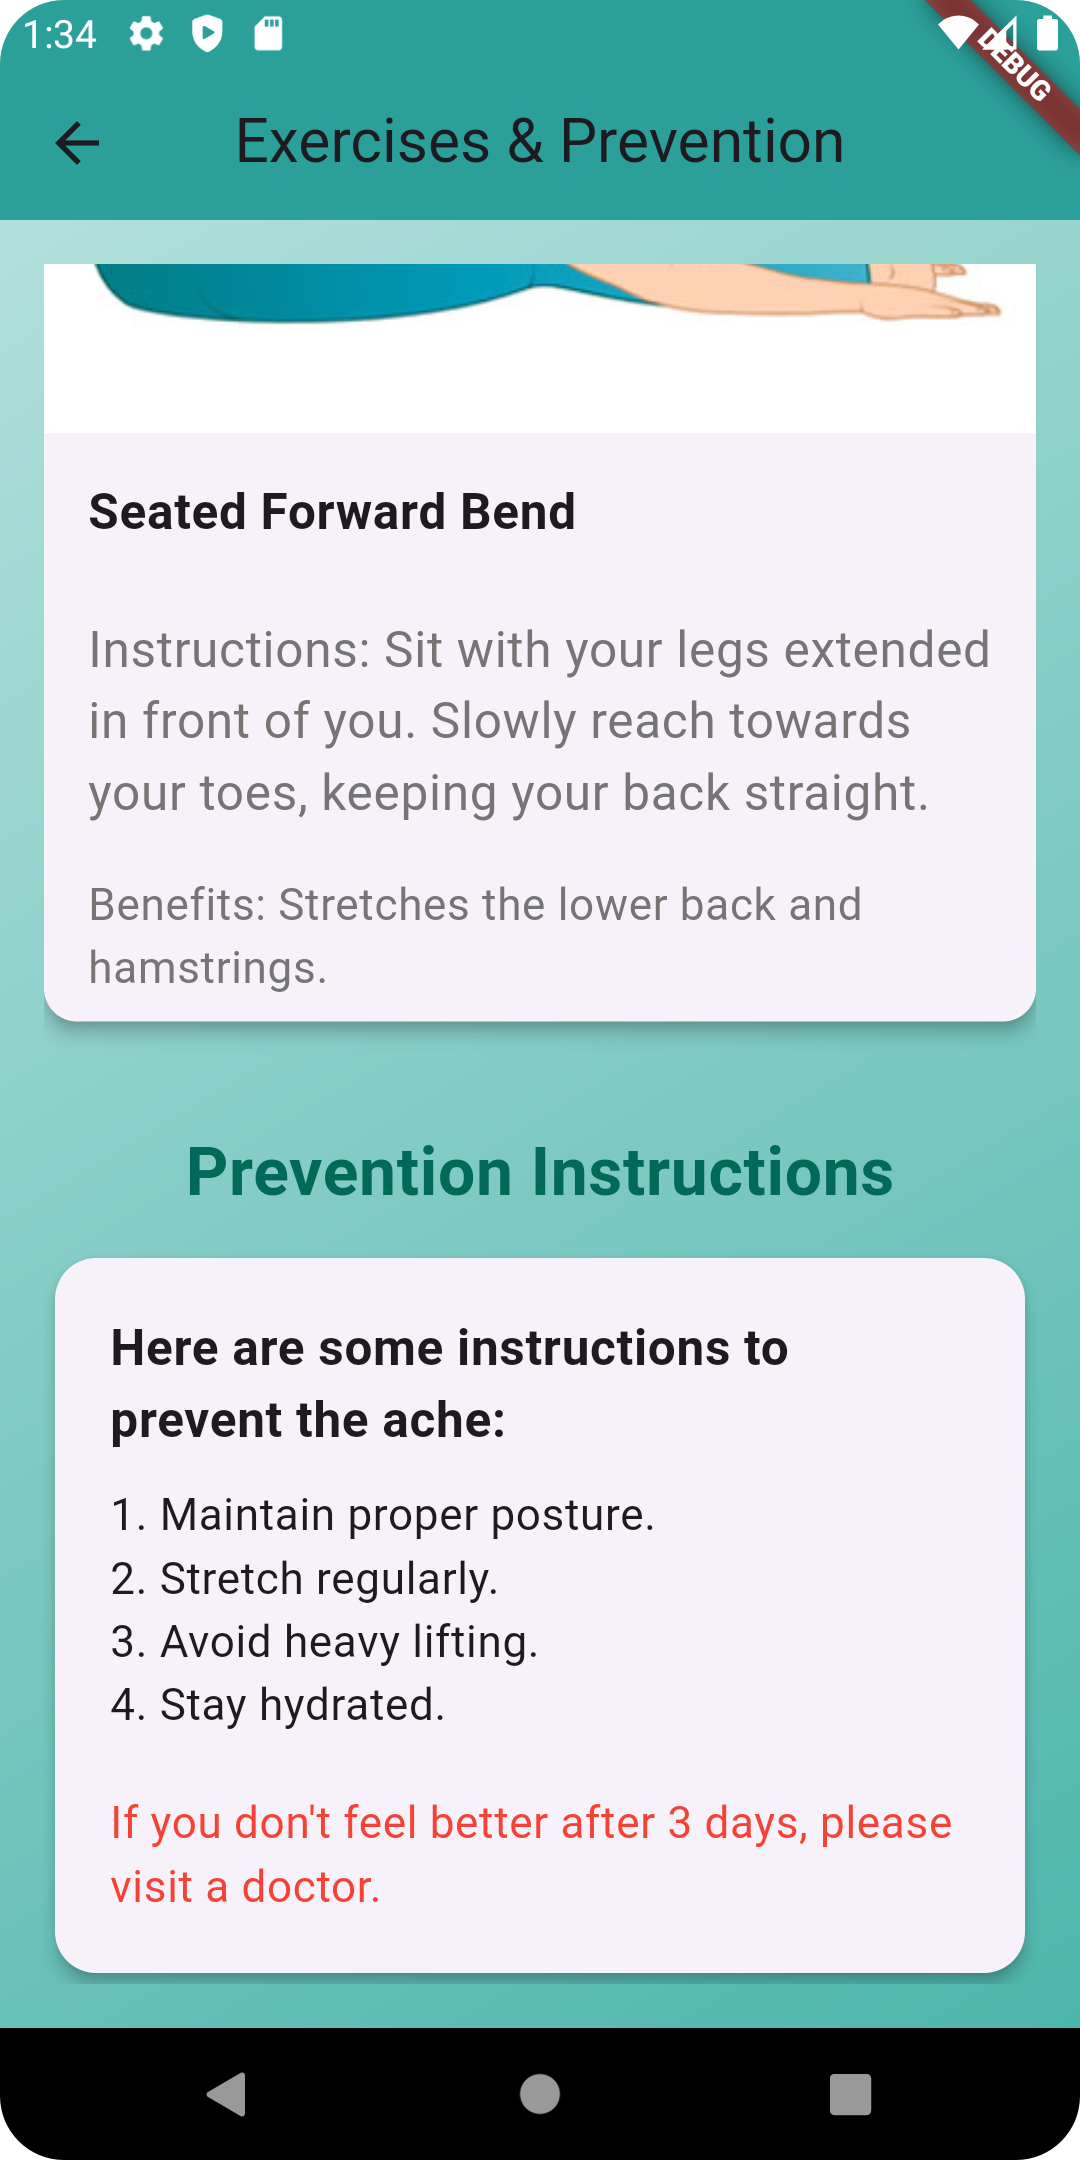 1:34
DEBUG
Exercises & Prevention
Seated Forward Bend
Instructions: Sit with your legs extended
in front of you. Slowly reach towards
your toes, keeping your back straight.
Benefits: Stretches the lower back and
hamstrings.
Prevention Instructions
Here are some instructions to
prevent the ache:
1. Maintain proper posture.
2. Stretch regularly.
3. Avoid heavy lifting.
4. Stay hydrated.
If you don't feel better after 3 days, please
visit a doctor.